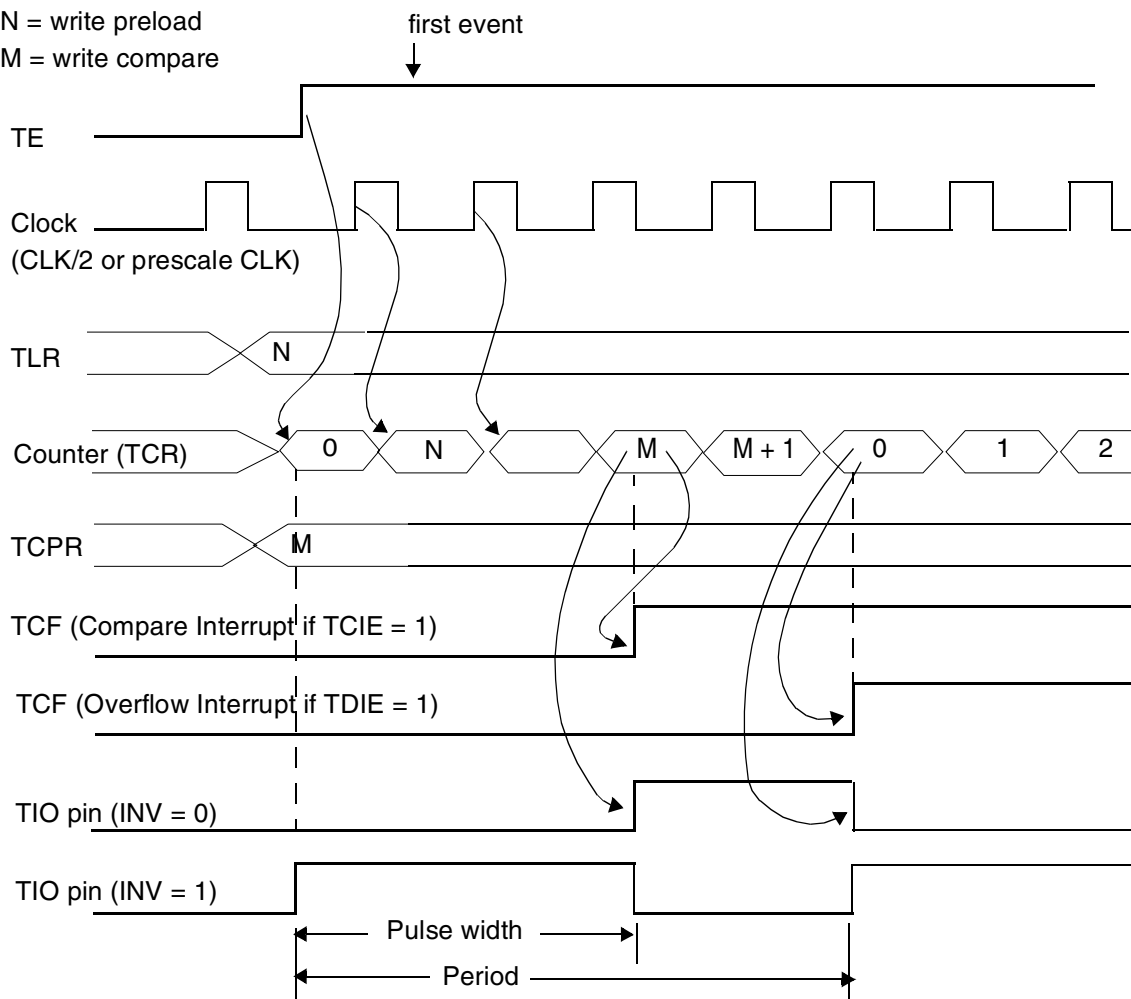 N = write preload
M = write compare
first event
TE
Clock
(CLK/2 or prescale CLK)
TLR
N
Counter (TCR)
0
N
M
M + 1
0
1
2
TCPR
M
TCF (Compare Interrupt if TCIE = 1)
TCF (Overflow Interrupt if TDIE = 1)
TIO pin (INV = 0)
TIO pin (INV = 1)
Pulse width
Period